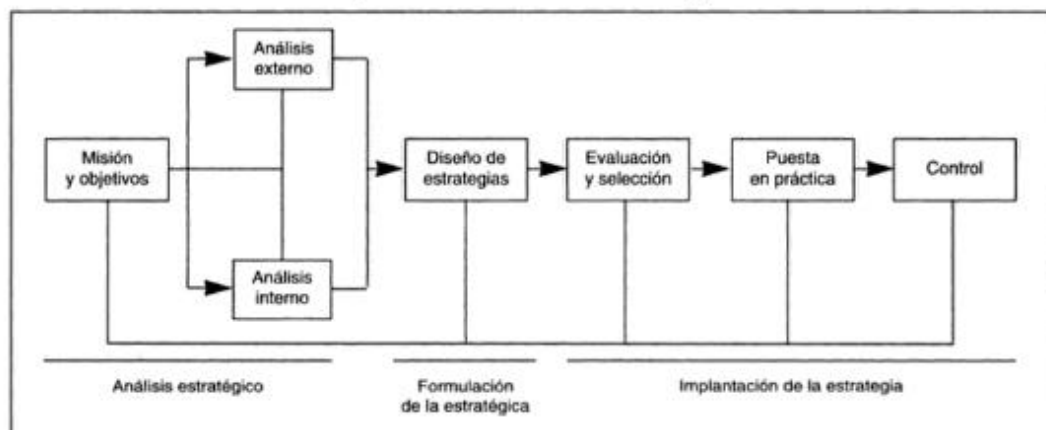 Análisis
externo
Misión
y objetivos
Diseño de
estrategias
Evaluación
y selección
Puesta
en práctica
Control
Análisis
interno
Análisis estratégico
Formulación
de la estratégica
Implantación de la estrategia